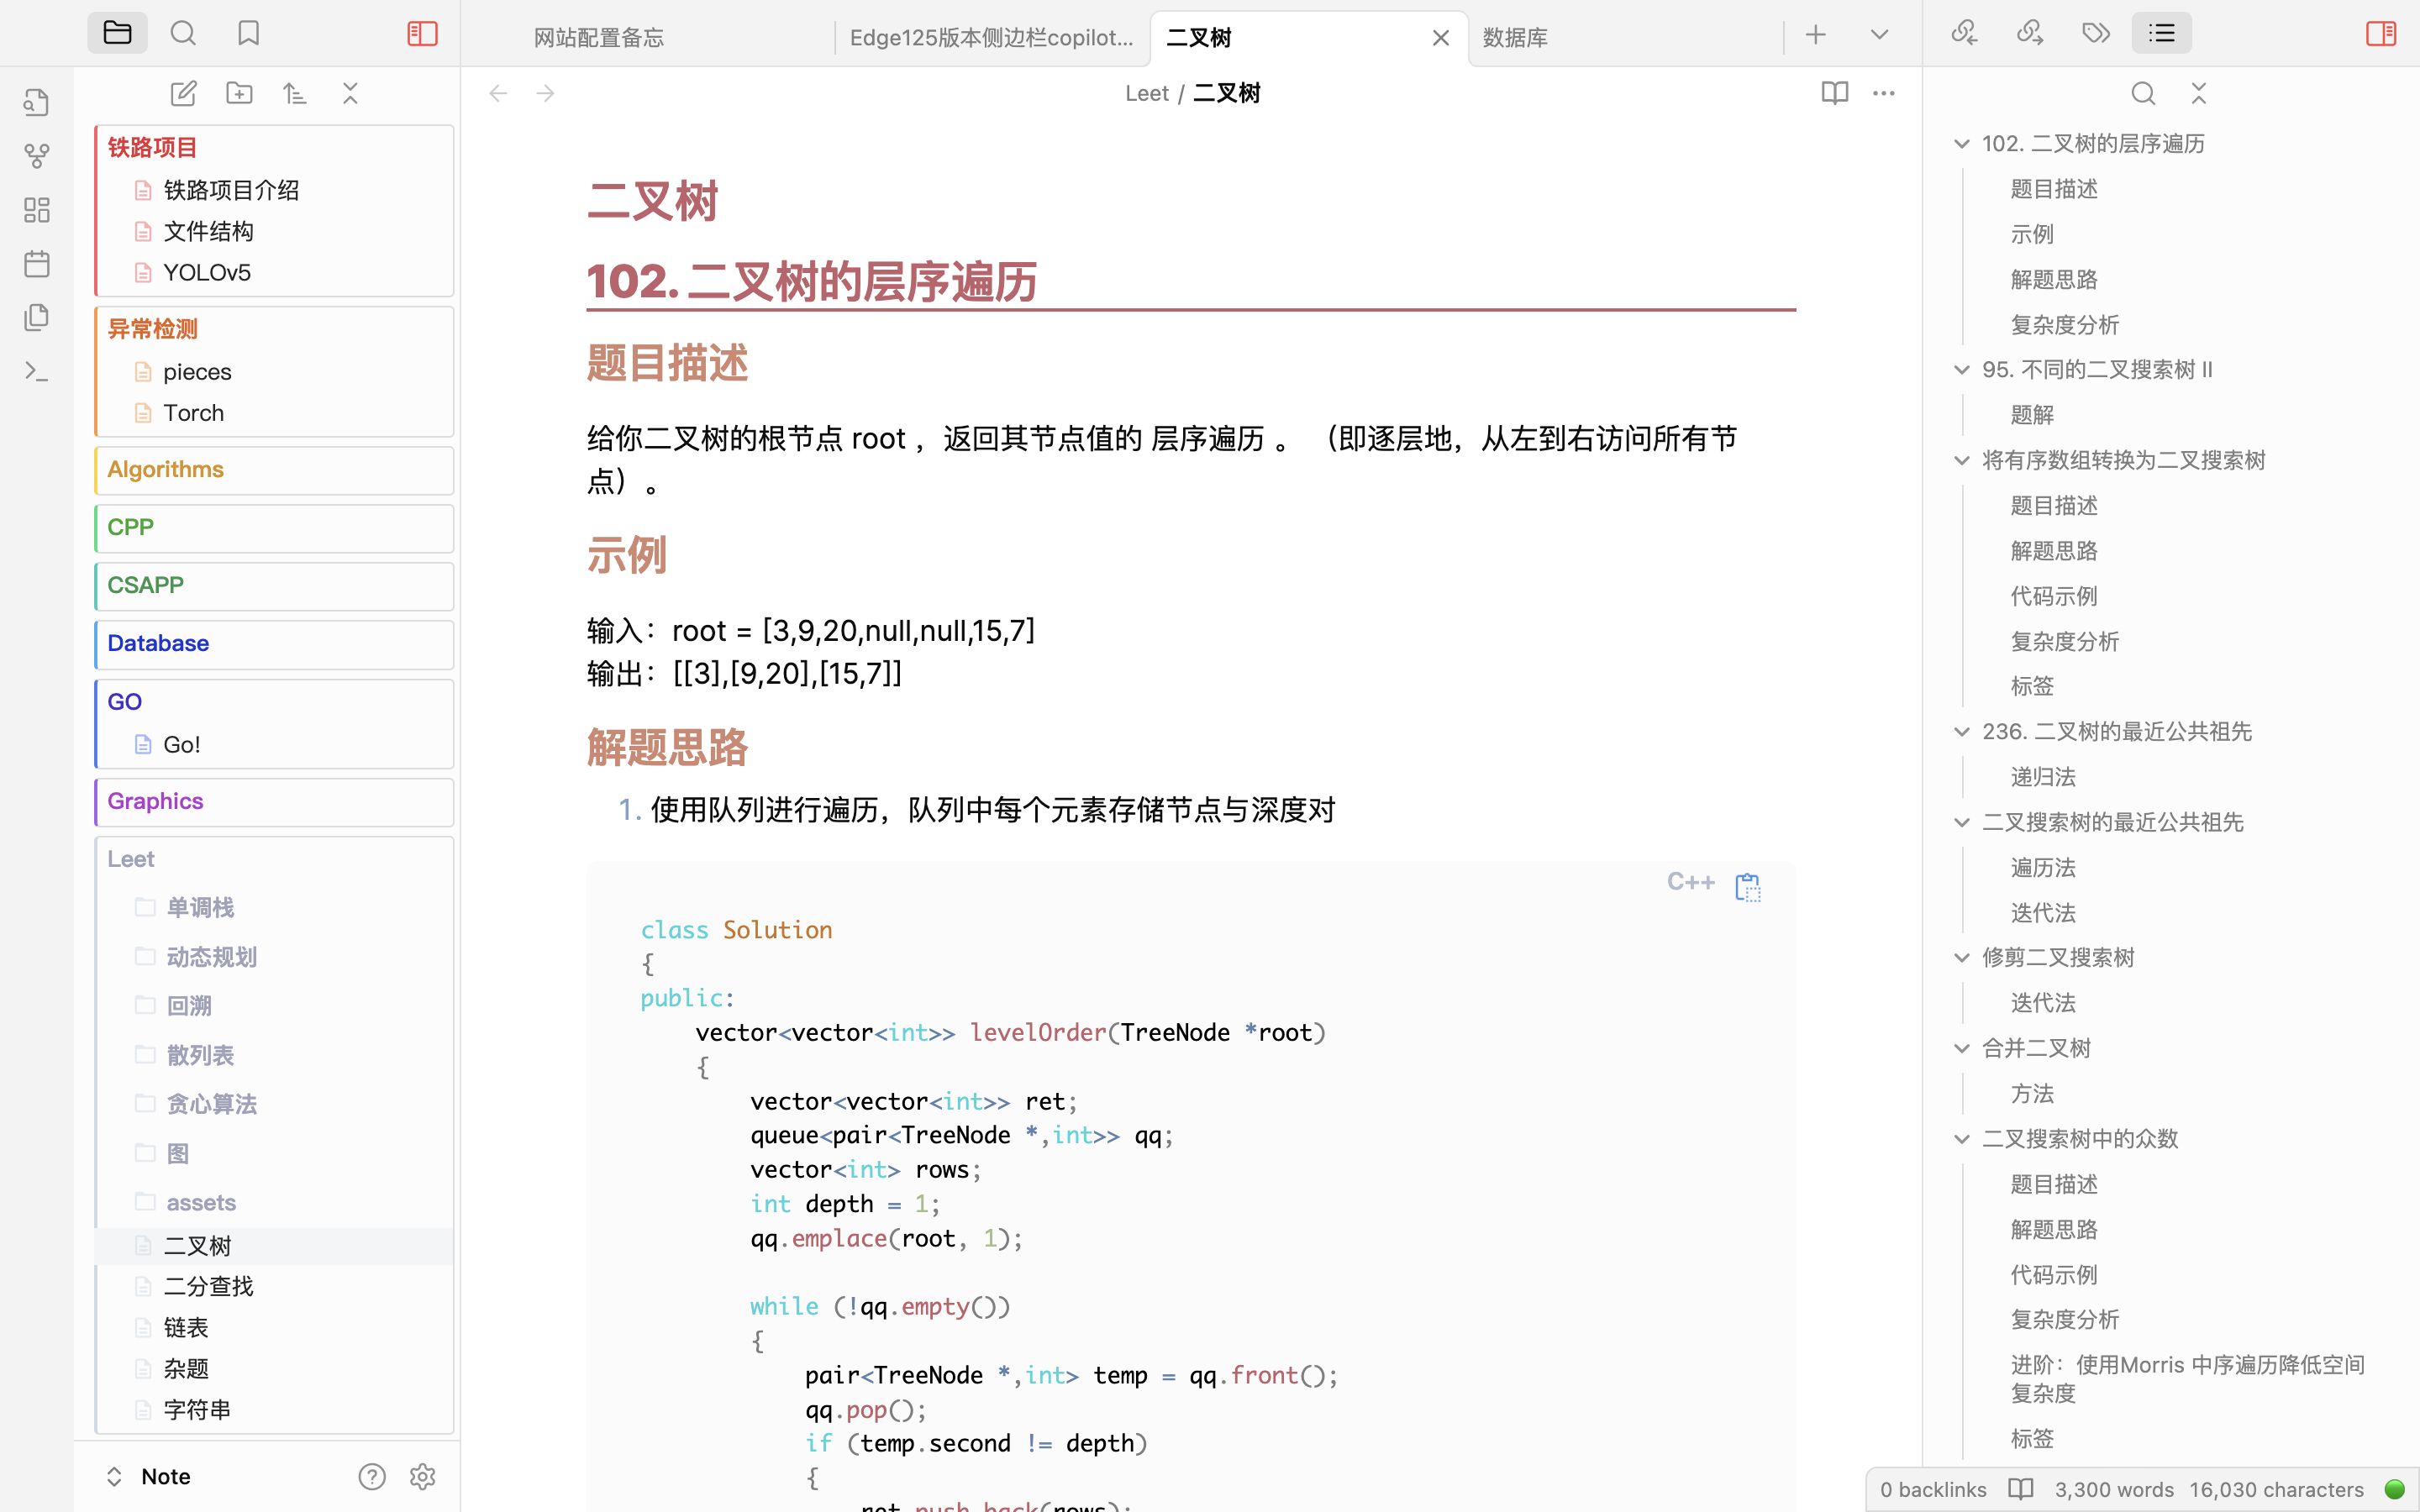 网站配置备忘
Edge125版本侧边栏copilot...
二叉树
数据库
Leet / 二叉树
铁路项目
铁路项目介绍
文件结构
YOLOv5
异常检测
pieces
Torch
Algorithms
CPP
CSAPP
Database
GO
Go!
Graphics
Leet
单调栈
动态规划
回溯
散列表
贪心算法
图
assets
二叉树
二分查找
链表
杂题
字符串
Note
二叉树
102. 二叉树的层序遍历
题目描述
给你二叉树的根节点 root ，返回其节点值的 层序遍历 。 （即逐层地，从左到右访问所有节
点）。
示例
输入：root = [3,9,20,null,null,15,7]
输出：[[3],[9,20],[15,7]]
解题思路
1. 使用队列进行遍历，队列中每个元素存储节点与深度对
C++
class Solution
{
public:
    vector<vector<int>> levelOrder(TreeNode *root)
    {
        vector<vector<int>> ret;
        queue<pair<TreeNode *,int>> qq;
        vector<int> rows;
        int depth = 1;
        qq.emplace(root, 1);
        while (!qq.empty())
        {
            pair<TreeNode *,int> temp = qq.front();
            qq.pop();
            if (temp.second != depth)
            {
                ret.push_back(rows);
102. 二叉树的层序遍历
题目描述
示例
解题思路
复杂度分析
95. 不同的二叉搜索树 II
题解
将有序数组转换为二叉搜索树
题目描述
解题思路
代码示例
复杂度分析
标签
236. 二叉树的最近公共祖先
递归法
二叉搜索树的最近公共祖先
遍历法
迭代法
修剪二叉搜索树
迭代法
合并二叉树
方法
二叉搜索树中的众数
题目描述
解题思路
代码示例
复杂度分析
进阶：使用Morris 中序遍历降低空间
复杂度
标签
0 backlinks
3,300 words
16,030 characters